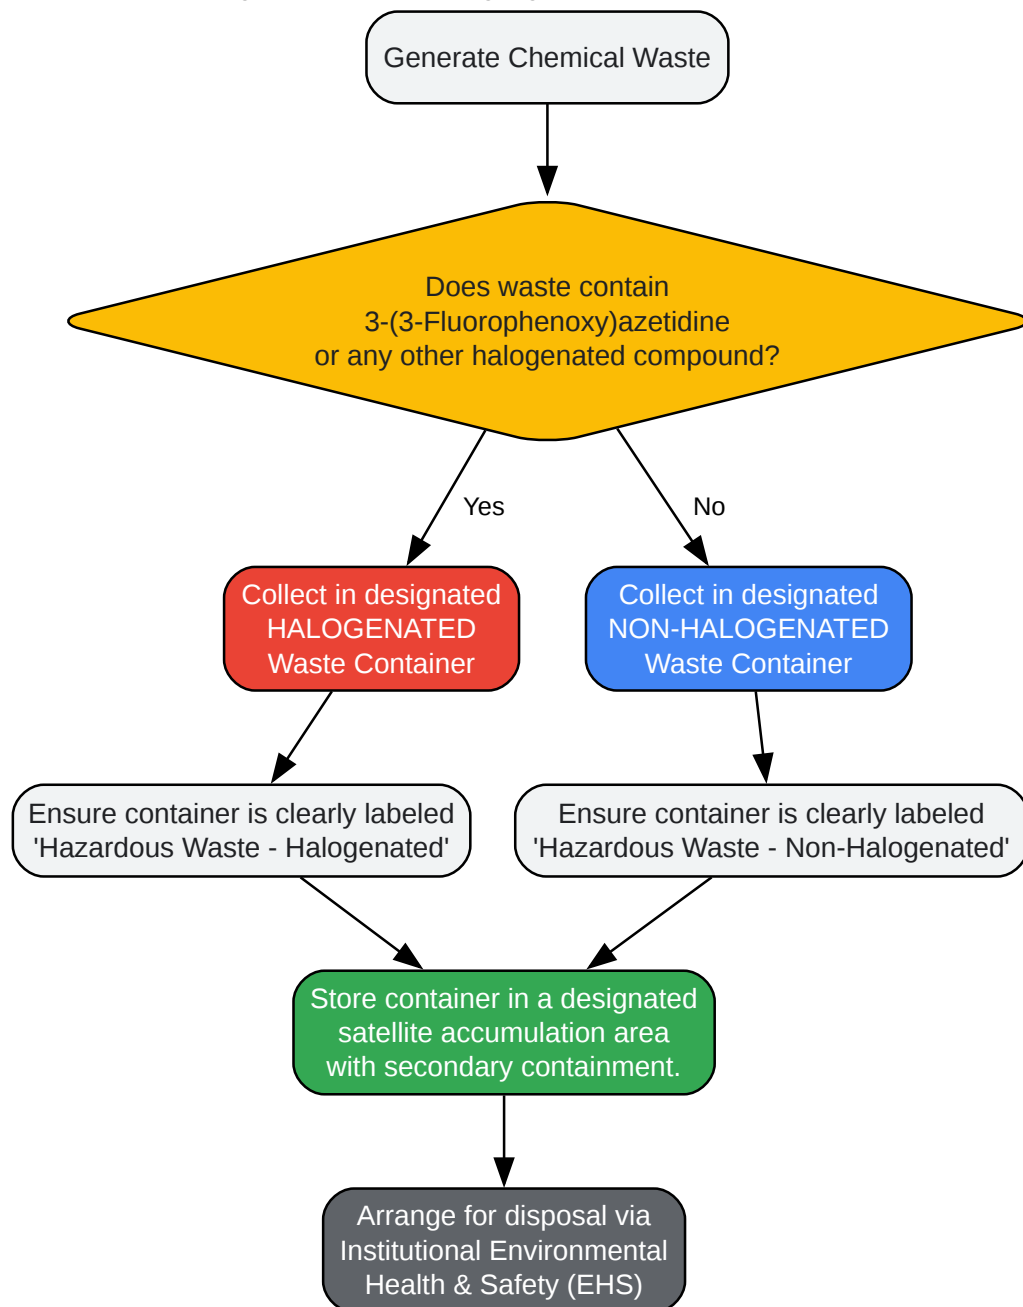 Generate Chemical Waste
Does waste contain
3-(3-Fluorophenoxy)azetidine
or any other halogenated compound?
Yes
No
Collect in designated
HALOGENATED
Waste Container
Collect in designated
NON-HALOGENATED
Waste Container
Ensure container is clearly labeled
'Hazardous Waste - Halogenated'
Ensure container is clearly labeled
'Hazardous Waste - Non-Halogenated'
Store container in a designated
satellite accumulation area
with secondary containment.
Arrange for disposal via
Institutional Environmental
Health & Safety (EHS)